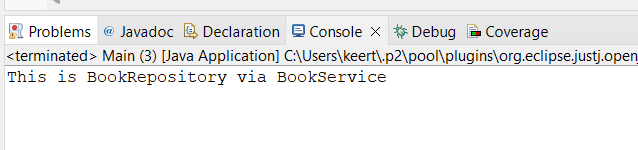 Problems @ Javadoc Declaration Console Debug Coverage
<terminated> Main (3) [Java Application] C:\Users\keert\.p2\pool\plugins\org.eclipse.justj.open
This is BookRepository via BookService